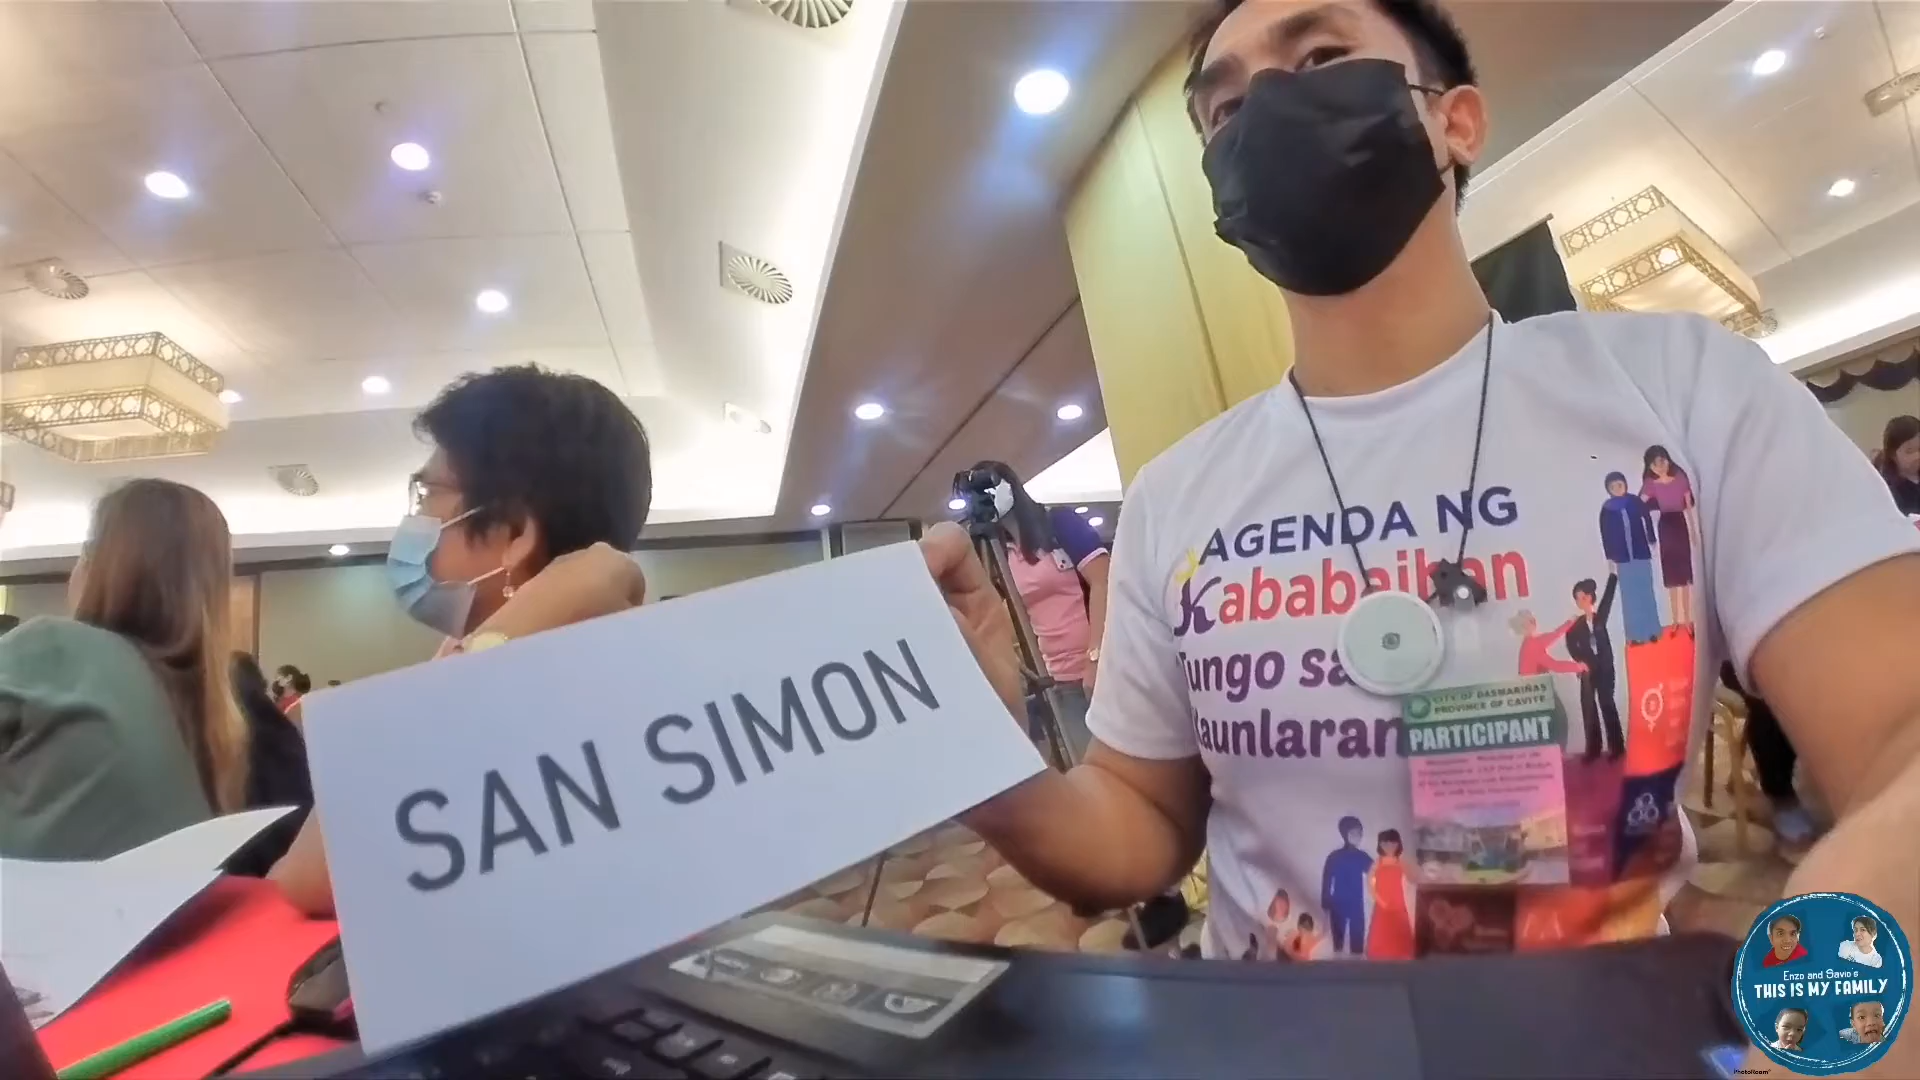 SAN SIMON
AGENDA NG
Kababaihan
Tungo sa
Kaunlaran
CITY OF DASMARIÑAS
PROVINCE OF CAVITE
PARTICIPANT
Enzo and Savio's
THIS IS MY FAMILY
PhotoRoom